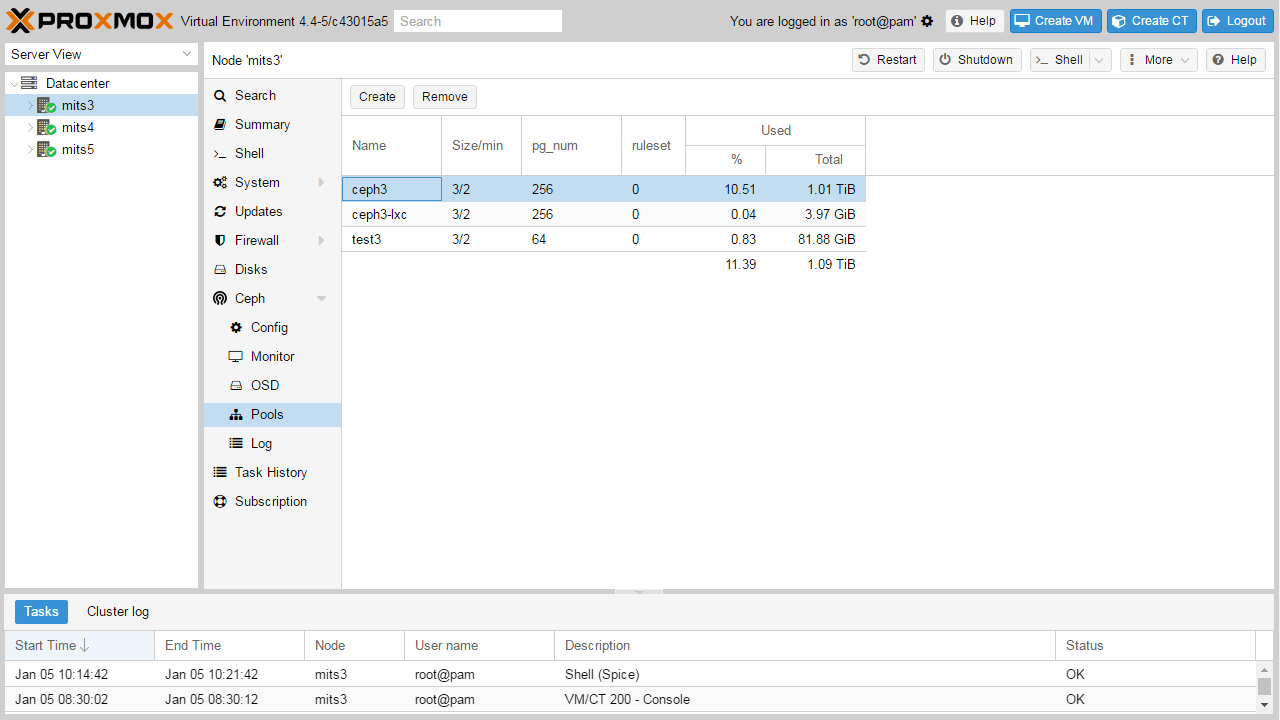 PROXMOX Virtual Environment 4.4-5/c43015a5 Search You are logged in as 'root@pam' Help Create VM Create CT Logout
Server View
Datacenter
mits3
mits4
mits5
Node 'mits3' Restart Shutdown Shell More Help
Search
Summary
Shell
System
Updates
Firewall
Disks
Ceph
Config
Monitor
OSD
Pools
Log
Task History
Subscription
Create Remove
Name Size/min pg_num ruleset Used
% Total
ceph3 3/2 256 0 10.51 1.01 TiB
ceph3-lxc 3/2 256 0 0.04 3.97 GiB
test3 3/2 64 0 0.83 81.88 GiB
11.39 1.09 TiB
Tasks Cluster log
Start Time End Time Node User name Description Status
Jan 05 10:14:42 Jan 05 10:21:42 mits3 root@pam Shell (Spice) OK
Jan 05 08:30:02 Jan 05 08:30:12 mits3 root@pam VM/CT 200 - Console OK